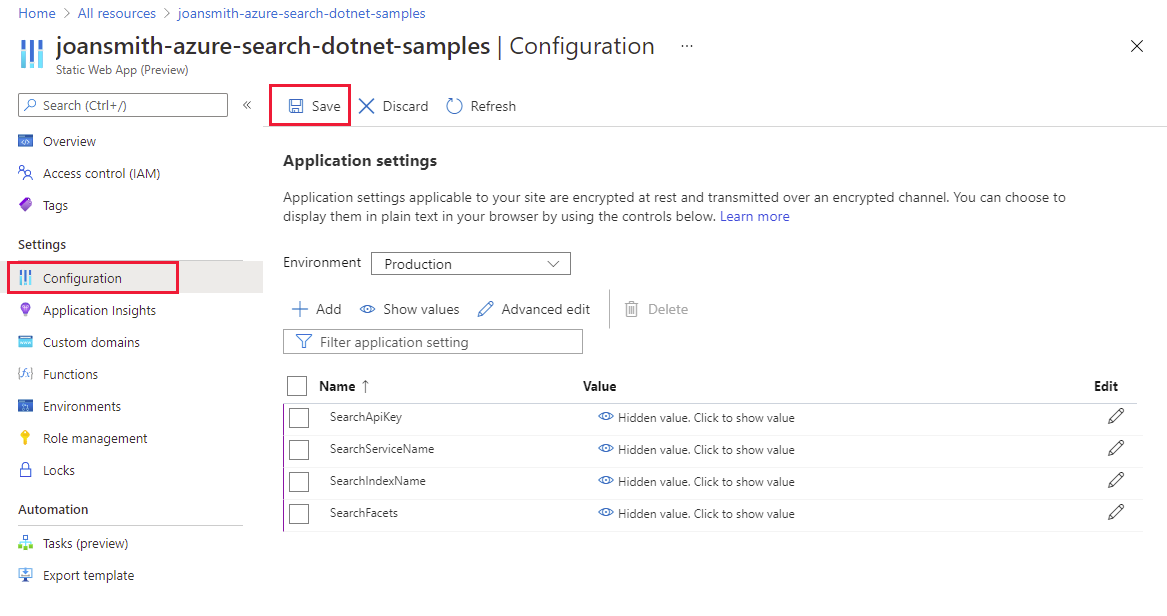 Home > All resources > joansmith-azure-search-dotnet-samples
joansmith-azure-search-dotnet-samples | Configuration ...
Static Web App (Preview)
Search (Ctrl+/)
«
Save
Discard
Refresh
Overview
Access control (IAM)
Tags
Settings
Configuration
Application Insights
Custom domains
Functions
Environments
Role management
Locks
Automation
Tasks (preview)
Export template
Application settings
Application settings applicable to your site are encrypted at rest and transmitted over an encrypted channel. You can choose to
display them in plain text in your browser by using the controls below. Learn more
Environment Production
Add Show values Advanced edit Delete
Filter application setting
Name ↑ Value Edit
SearchApiKey Hidden value. Click to show value
SearchServiceName Hidden value. Click to show value
SearchIndexName Hidden value. Click to show value
SearchFacets Hidden value. Click to show value